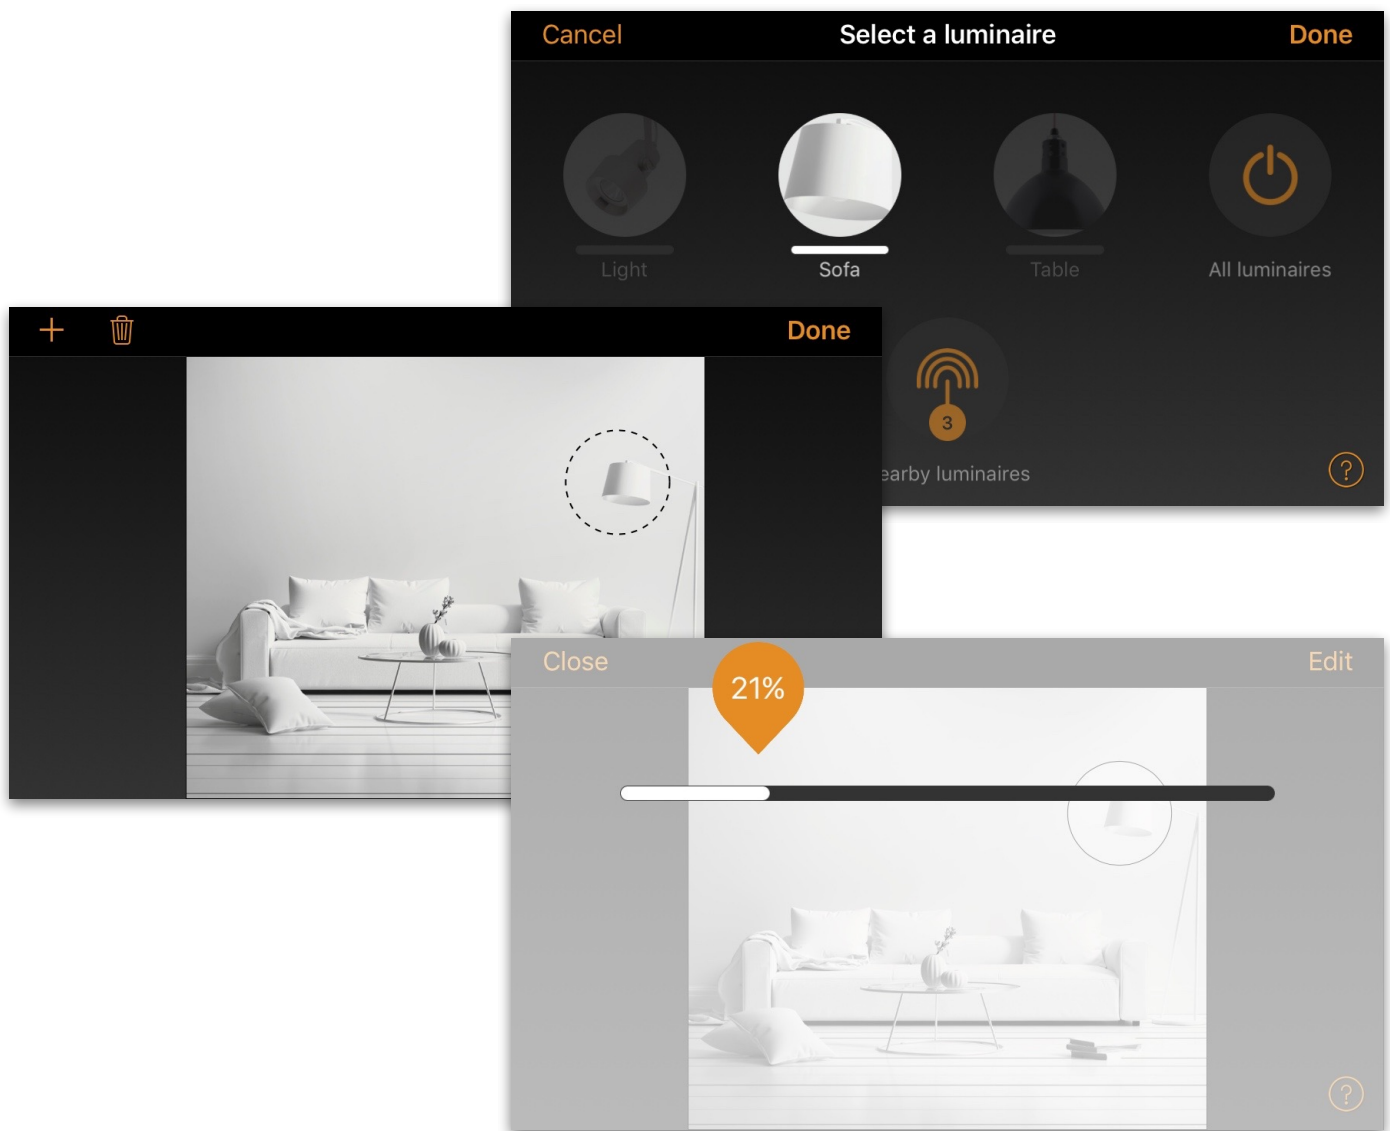 Cancel Select a luminaire Done
Light Sofa Table All luminaires
3
earby luminaires
?
+ Done
Close 21% Edit
?